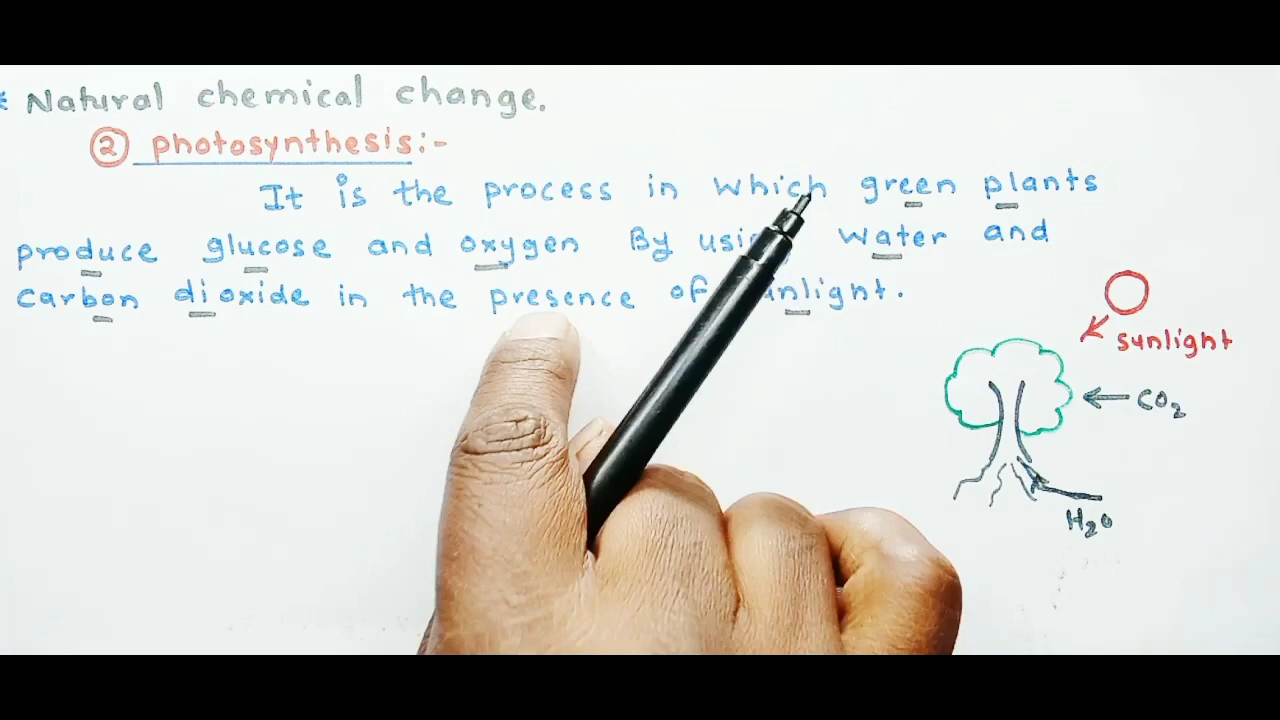 * Natural chemical change.
② photosynthesis:-
It is the process in which green plants
produce glucose and oxygen By water and
carbon dioxide in the presence of
sunlight
CO₂
H₂O